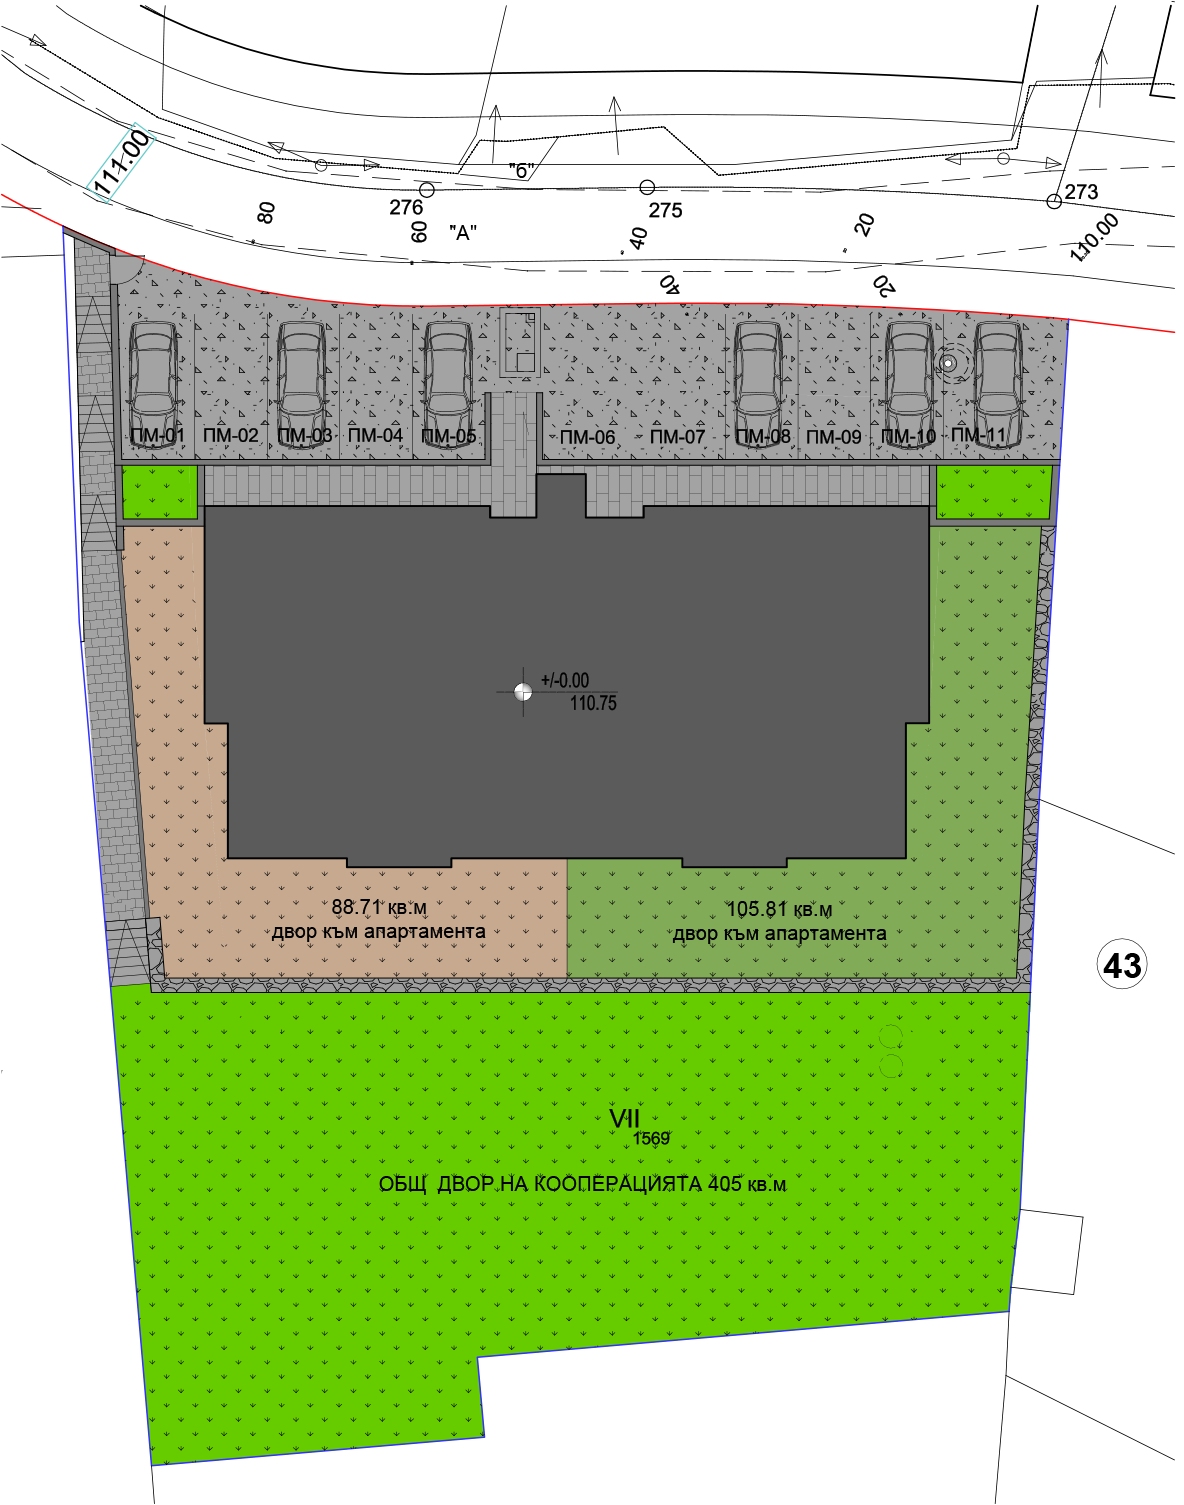 111.00
"б"
276
275
273
80
60
"А"
40
20
110.00
40
20
ПМ-01
ПМ-02
ПМ-03
ПМ-04
ПМ-05
ПМ-06
ПМ-07
ПМ-08
ПМ-09
ПМ-10
ПМ-11
+/-0.00
110.75
88.71 кв.м
двор към апартамента
105.81 кв.м
двор към апартамента
43
VII
1569
ОБЩ ДВОР НА КООПЕРАЦИЯТА 405 кв.м